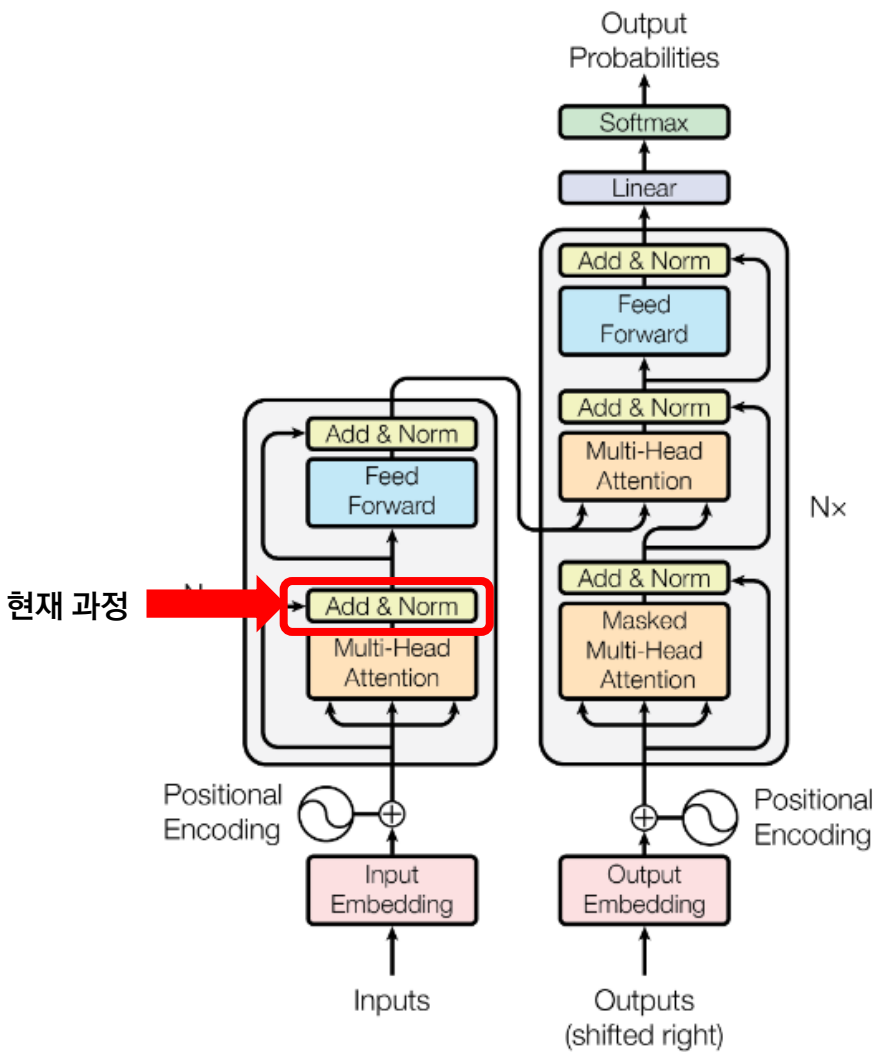 Output
Probabilities
Softmax
Linear
Add & Norm
Feed
Forward
Add & Norm
Multi-Head
Attention
Add & Norm
Masked
Multi-Head
Attention
N×
Add & Norm
Feed
Forward
현재 과정
Add & Norm
Multi-Head
Attention
Positional
Encoding
Positional
Encoding
Input
Embedding
Output
Embedding
Inputs
Outputs
(shifted right)